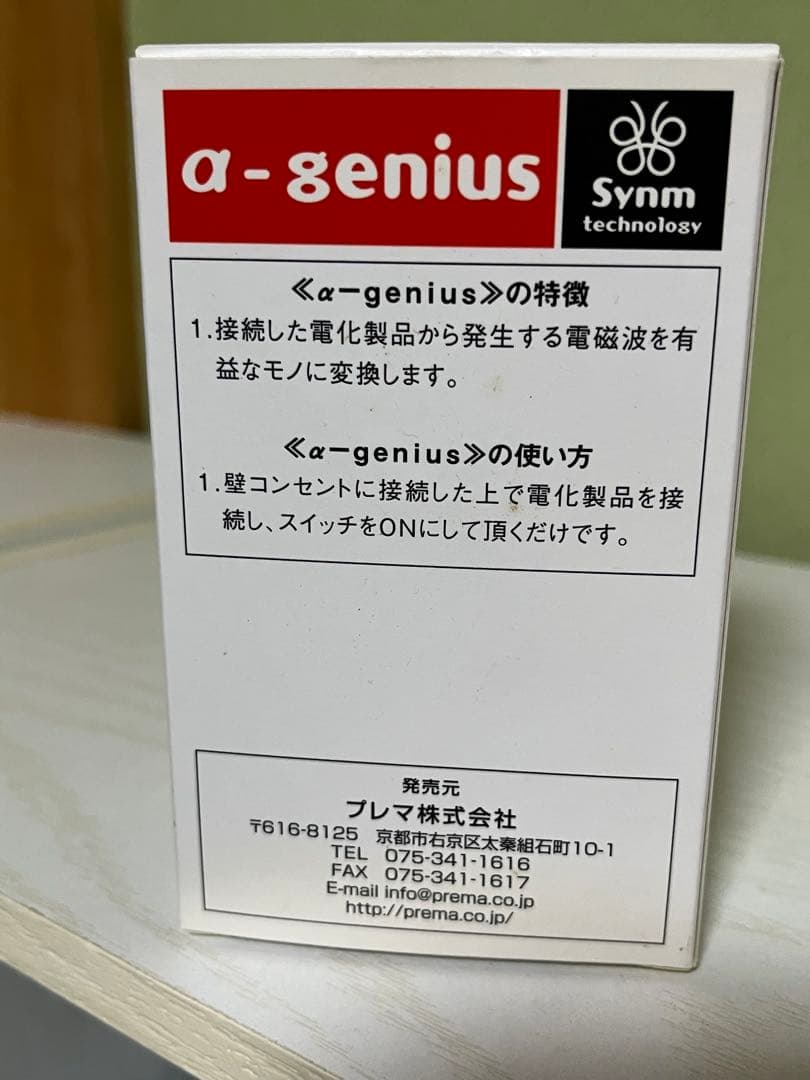 α-genius
Synm
technology
≪α－genius≫の特徴
1.接続した電化製品から発生する電磁波を有
益なモノに変換します。
≪α－genius≫の使い方
1.壁コンセントに接続した上で電化製品を接
続し、スイッチをONにして頂くだけです。
発売元
プレマ株式会社
〒616-8125 京都市右京区太秦組石町10-1
TEL 075-341-1616
FAX 075-341-1617
E-mail info@prema.co.jp
http://prema.co.jp/